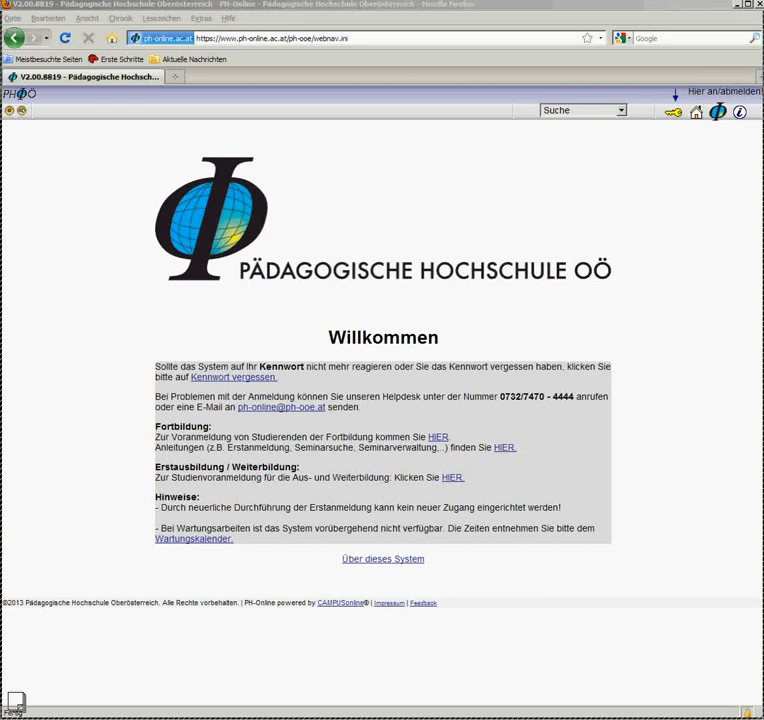 V2.00.8819 - Pädagogische Hochschule Oberösterreich - PH-Online - Pädagogische Hochschule Oberösterreich - Mozilla Firefox
Datei Bearbeiten Ansicht Chronik Lesezeichen Extras Hilfe
ph-online.ac.at https://www.ph-online.ac.at/ph-ooe/webnav.ini Google
Meistbesuchte Seiten Erste Schritte Aktuelle Nachrichten
V2.00.8819 - Pädagogische Hochsch...
PH OÖ Hier an/abmelden!
Suche
PÄDAGOGISCHE HOCHSCHULE OÖ
Willkommen
Sollte das System auf Ihr Kennwort nicht mehr reagieren oder Sie das Kennwort vergessen haben, klicken Sie
bitte auf Kennwort vergessen.
Bei Problemen mit der Anmeldung können Sie unseren Helpdesk unter der Nummer 0732/7470 - 4444 anrufen
oder eine E-Mail an ph-online@ph-ooe.at senden.
Fortbildung:
Zur Voranmeldung von Studierenden der Fortbildung kommen Sie HIER.
Anleitungen (z.B. Erstanmeldung, Seminarsuche, Seminarverwaltung,..) finden Sie HIER.
Erstausbildung / Weiterbildung:
Zur Studienvoranmeldung für die Aus- und Weiterbildung: Klicken Sie HIER.
Hinweise:
- Durch neuerliche Durchführung der Erstanmeldung kann kein neuer Zugang eingerichtet werden!
- Bei Wartungsarbeiten ist das System vorübergehend nicht verfügbar. Die Zeiten entnehmen Sie bitte dem
Wartungskalender.
Über dieses System
©2013 Pädagogische Hochschule Oberösterreich. Alle Rechte vorbehalten. | PH-Online powered by CAMPUSonline® | Impressum | Feedback
Fertig